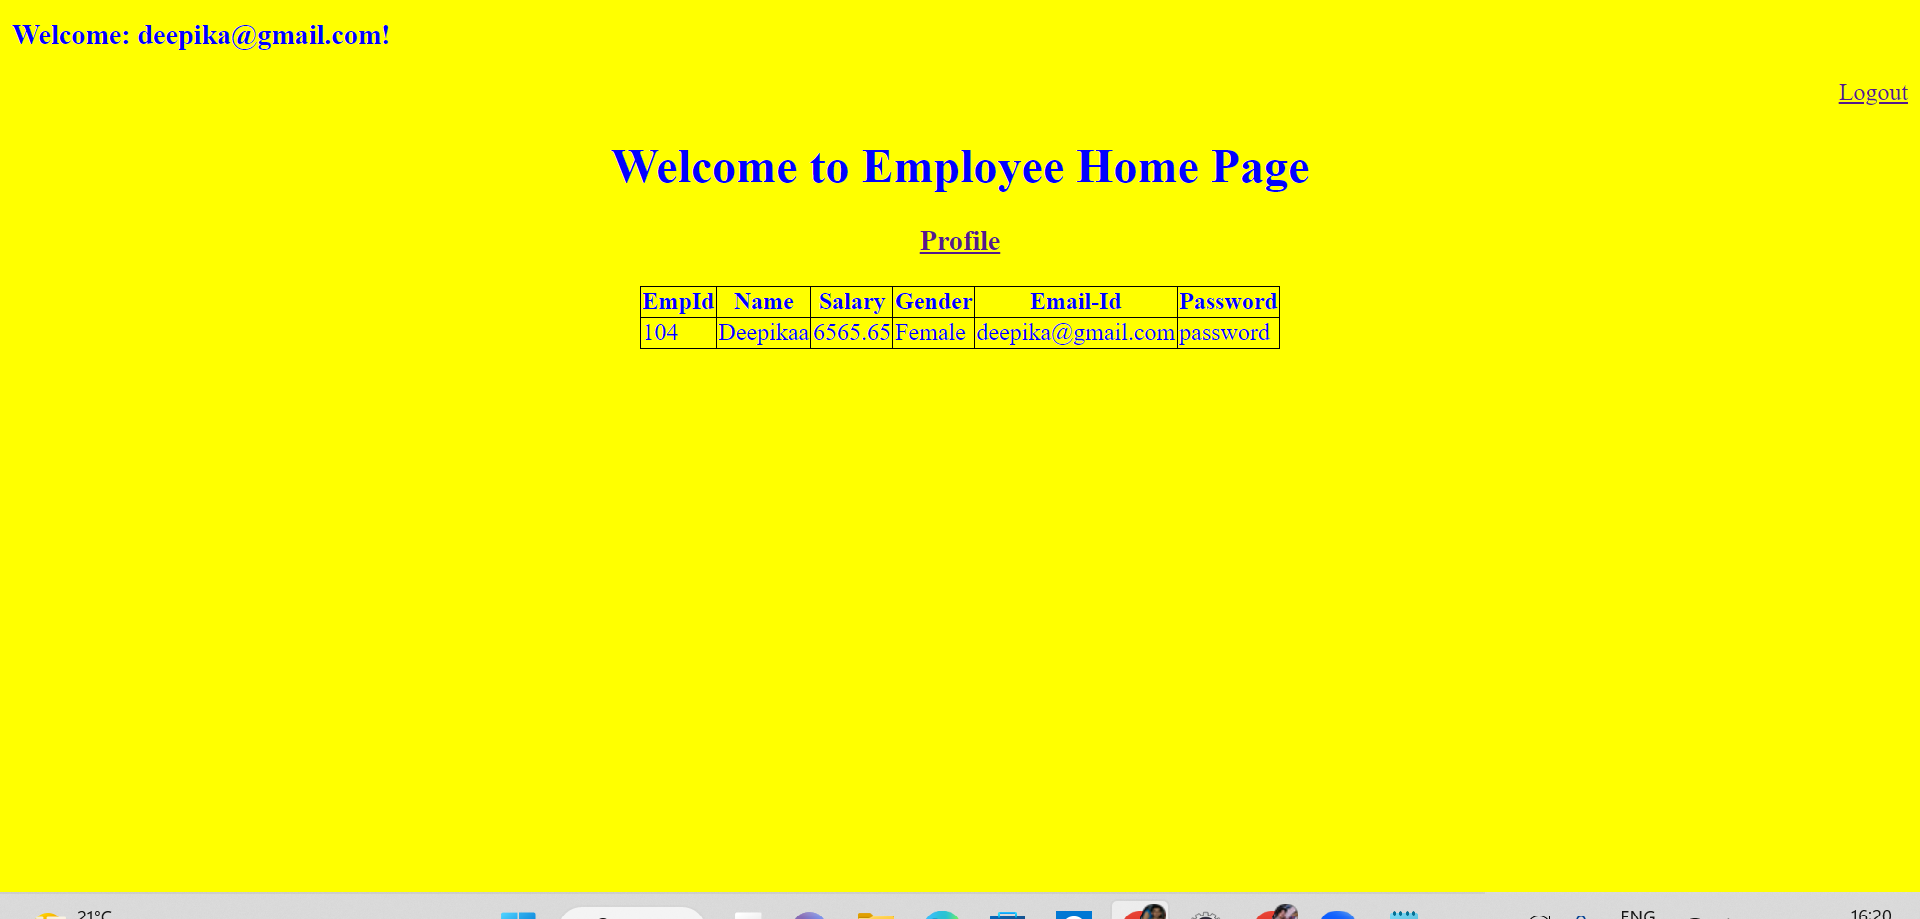 Welcome: deepika@gmail.com!
Logout
Welcome to Employee Home Page
Profile
EmpId Name Salary Gender Email-Id Password
104 Deepikaa 6565.65 Female deepika@gmail.com password
21°C ENG 16:20